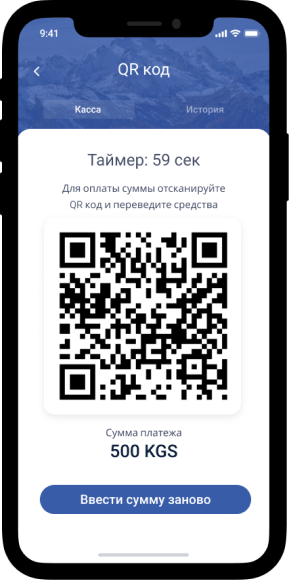 9:41
QR код
Касса
История
Таймер: 59 сек
Для оплаты суммы отсканируйте
QR код и переведите средства
Сумма платежа
500 KGS
Ввести сумму заново